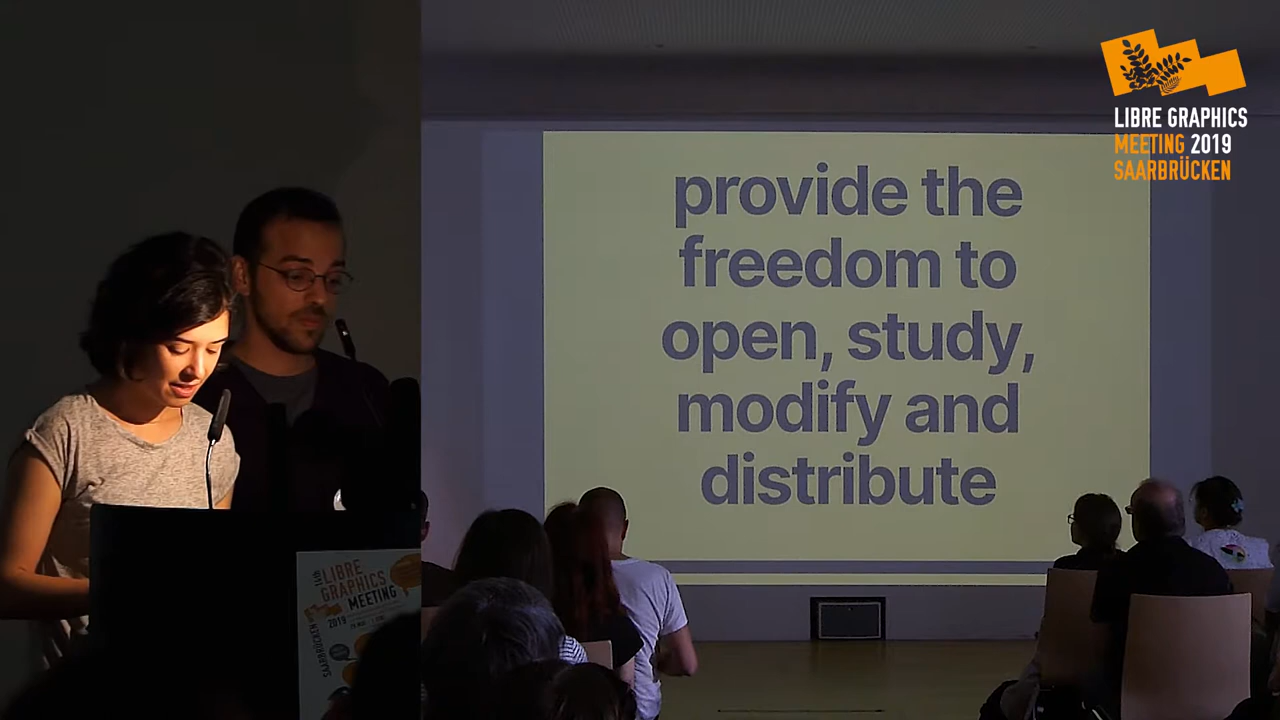 LIBRE GRAPHICS
MEETING 2019
SAARBRÜCKEN
provide the
freedom to
open, study,
modify and
distribute
14th
LIBRE
GRAPHICS
MEETING
2019
SAARBRÜCKEN